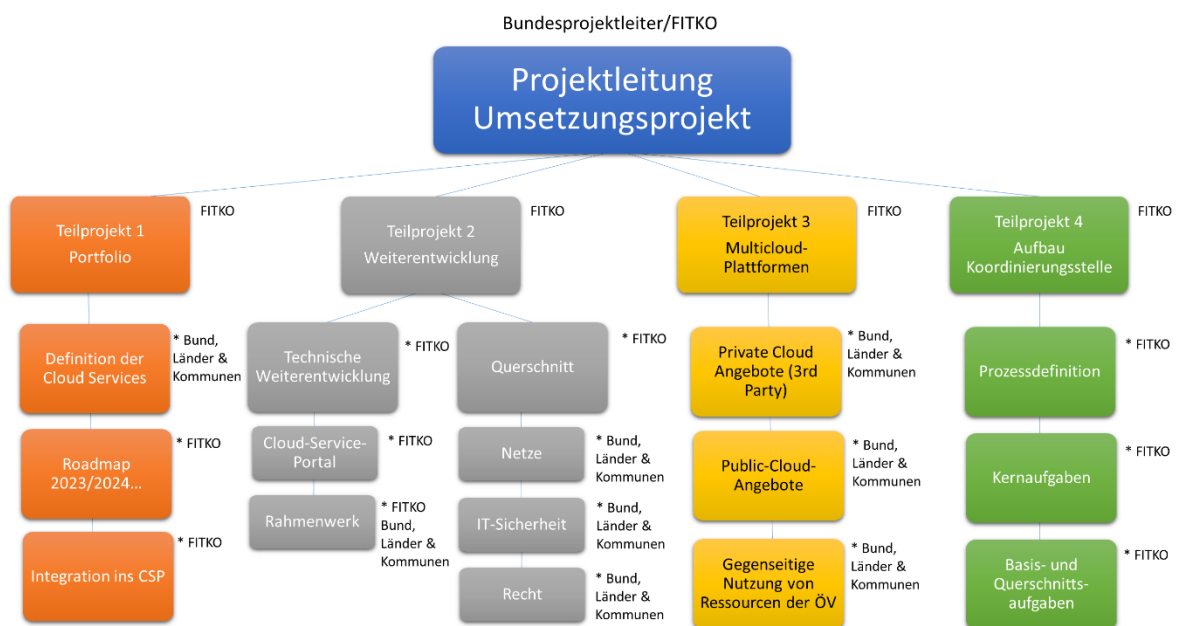 Bundesprojektleiter/FITKO
Projektleitung
Umsetzungsprojekt
Teilprojekt 1
Portfolio
FITKO
Definition der
Cloud Services
* Bund,
Länder &
Kommunen
Roadmap
2023/2024...
* FITKO
Integration ins CSP
* FITKO
Teilprojekt 2
Weiterentwicklung
FITKO
Technische
Weiterentwicklung
* FITKO
Cloud-Service-
Portal
* FITKO
Rahmenwerk
* FITKO
Bund,
Länder &
Kommunen
Querschnitt
* FITKO
Netze
* Bund,
Länder &
Kommunen
IT-Sicherheit
* Bund,
Länder &
Kommunen
Recht
* Bund,
Länder &
Kommunen
Teilprojekt 3
Multicloud-
Plattformen
FITKO
Private Cloud
Angebote (3rd
Party)
* Bund,
Länder &
Kommunen
Public-Cloud-
Angebote
* Bund,
Länder &
Kommunen
Gegenseitige
Nutzung von
Ressourcen der ÖV
* Bund,
Länder &
Kommunen
Teilprojekt 4
Aufbau
Koordinierungsstelle
FITKO
Prozessdefinition
* FITKO
Kernaufgaben
* FITKO
Basis- und
Querschnitts-
aufgaben
* FITKO